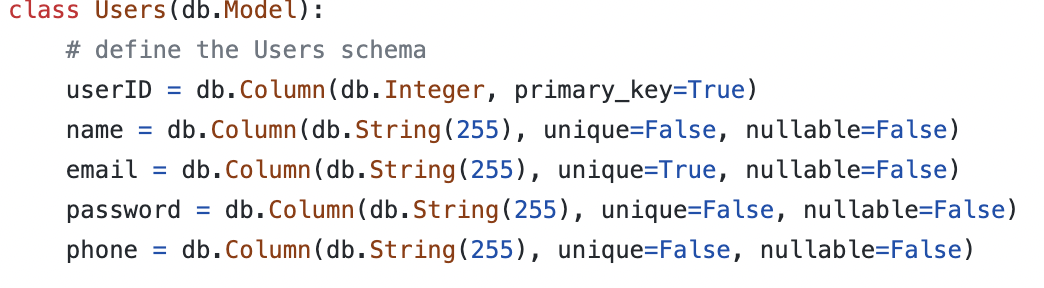 class Users(db.Model):
    # define the Users schema
    userID = db.Column(db.Integer, primary_key=True)
    name = db.Column(db.String(255), unique=False, nullable=False)
    email = db.Column(db.String(255), unique=True, nullable=False)
    password = db.Column(db.String(255), unique=False, nullable=False)
    phone = db.Column(db.String(255), unique=False, nullable=False)